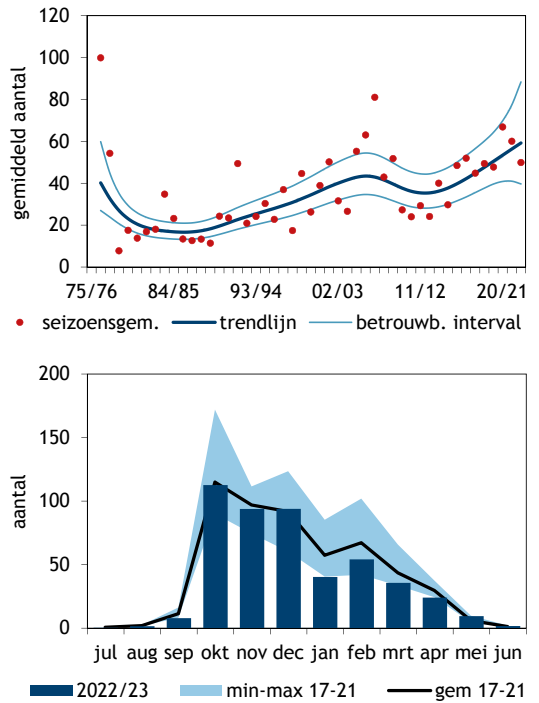 gemiddeld aantal
120
100
80
60
40
20
0
75/76 84/85 93/94 02/03 11/12 20/21
seizoensgem. trendlijn betrouwb. interval
aantal
200
150
100
50
0
jul aug sep okt nov dec jan feb mrt apr mei jun
2022/23 min-max 17-21 gem 17-21